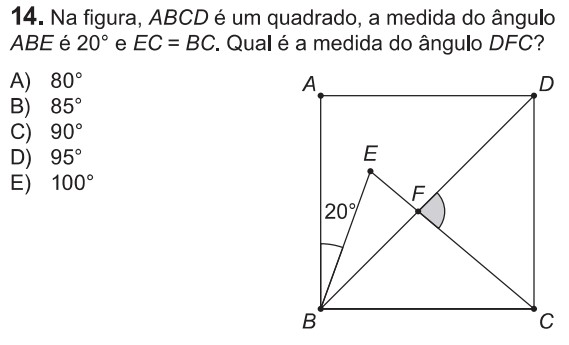 14. Na figura, ABCD é um quadrado, a medida do ângulo
ABE é 20° e EC = BC. Qual é a medida do ângulo DFC?
A) 80°
B) 85°
C) 90°
D) 95°
E) 100°
A
D
E
F
20°
B
C